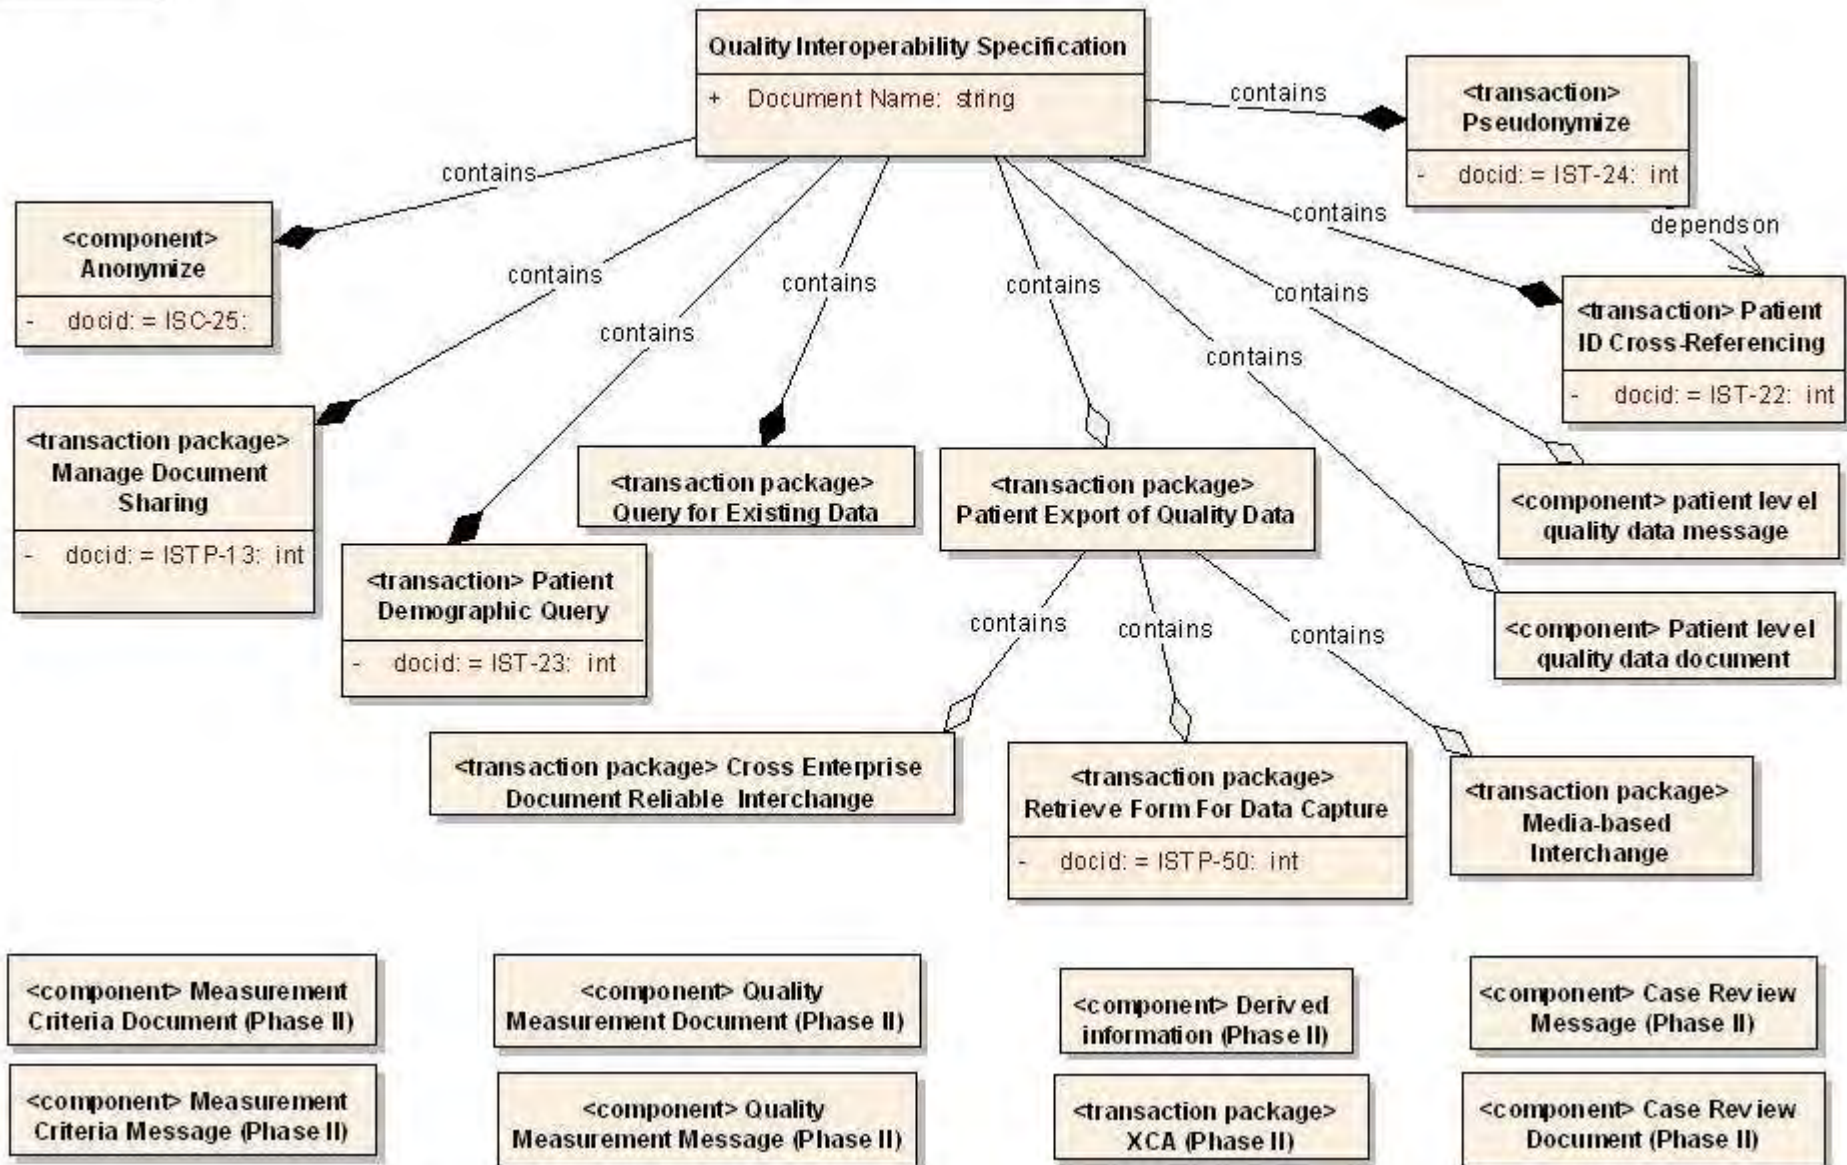 Quality Interoperability Specification
+ Document Name: string
contains
<transaction>
Pseudonymize
- docid: = IST-24: int
contains
<component>
Anonymize
- docid: = ISC-25:
contains
dependson
contains
contains
contains
contains
contains
contains
<transaction> Patient
ID Cross-Referencing
- docid: = IST-22: int
<transaction package>
Manage Document
Sharing
- docid: = ISTP-13: int
<transaction package>
Query for Existing Data
<transaction package>
Patient Export of Quality Data
<component> patient level
quality data message
<transaction> Patient
Demographic Query
- docid: = IST-23: int
<component> Patient level
quality data document
contains
contains
contains
<transaction package> Cross Enterprise
Document Reliable Interchange
<transaction package>
Retrieve Form For Data Capture
- docid: = ISTP-50: int
<transaction package>
Media-based
Interchange
<component> Measurement
Criteria Document (Phase II)
<component> Quality
Measurement Document (Phase II)
<component> Derived
information (Phase II)
<component> Case Review
Message (Phase II)
<component> Measurement
Criteria Message (Phase II)
<component> Quality
Measurement Message (Phase II)
<transaction package>
XCA (Phase II)
<component> Case Review
Document (Phase II)